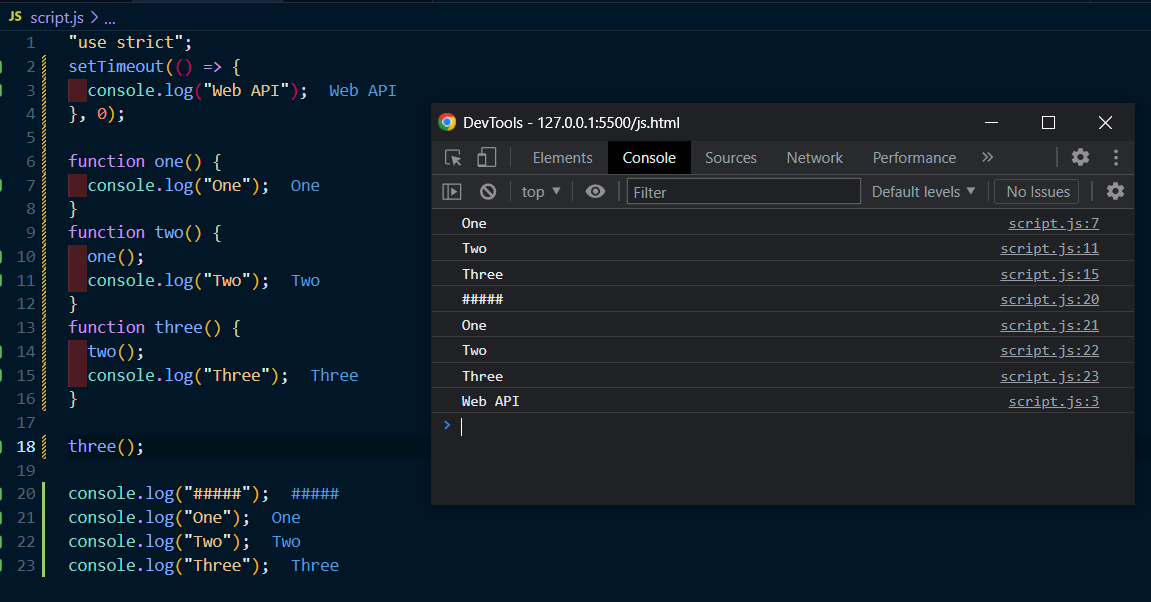 JS script.js > ...
1 "use strict";
2 setTimeout(() => {
3 console.log("Web API"); Web API
4 }, 0);
5
6 function one() {
7 console.log("One"); One
8 }
9 function two() {
10 one();
11 console.log("Two"); Two
12 }
13 function three() {
14 two();
15 console.log("Three"); Three
16 }
17
18 three();
19
20 console.log("#####"); #####
21 console.log("One"); One
22 console.log("Two"); Two
23 console.log("Three"); Three
DevTools - 127.0.0.1:5500/js.html
Elements Console Sources Network Performance »
top ▼ Filter Default levels ▼ No Issues
One script.js:7
Two script.js:11
Three script.js:15
##### script.js:20
One script.js:21
Two script.js:22
Three script.js:23
Web API script.js:3
>